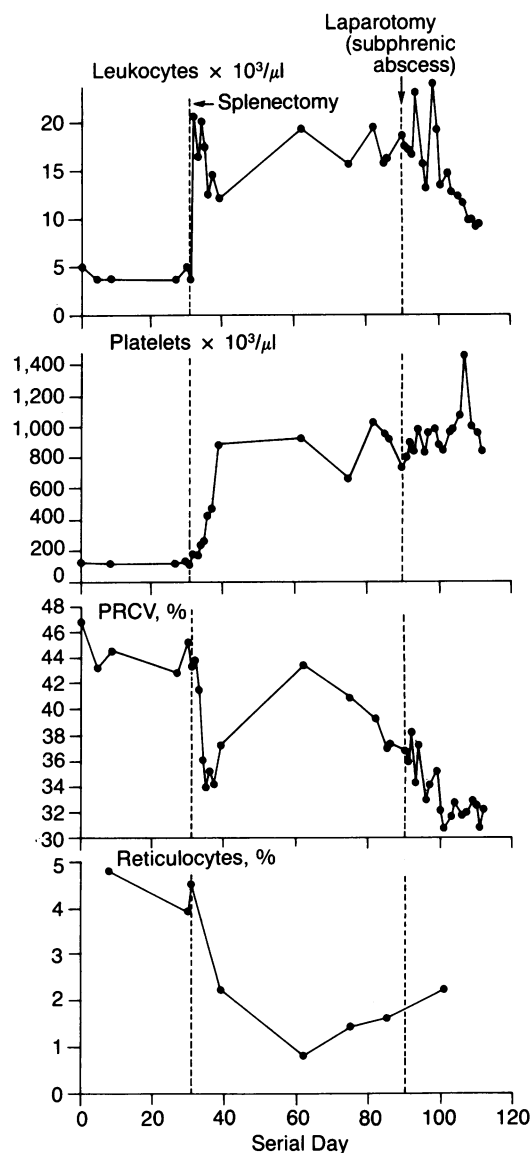 Laparotomy
(subphrenic
abscess)
Leukocytes × 10³/µl
Splenectomy
20
15
10
5
0
Platelets × 10³/µl
1,400
1,200
1,000
800
600
400
200
0
PRCV, %
48
46
44
42
40
38
36
34
32
30
Reticulocytes, %
5
4
3
2
1
0
0 20 40 60 80 100 120
Serial Day